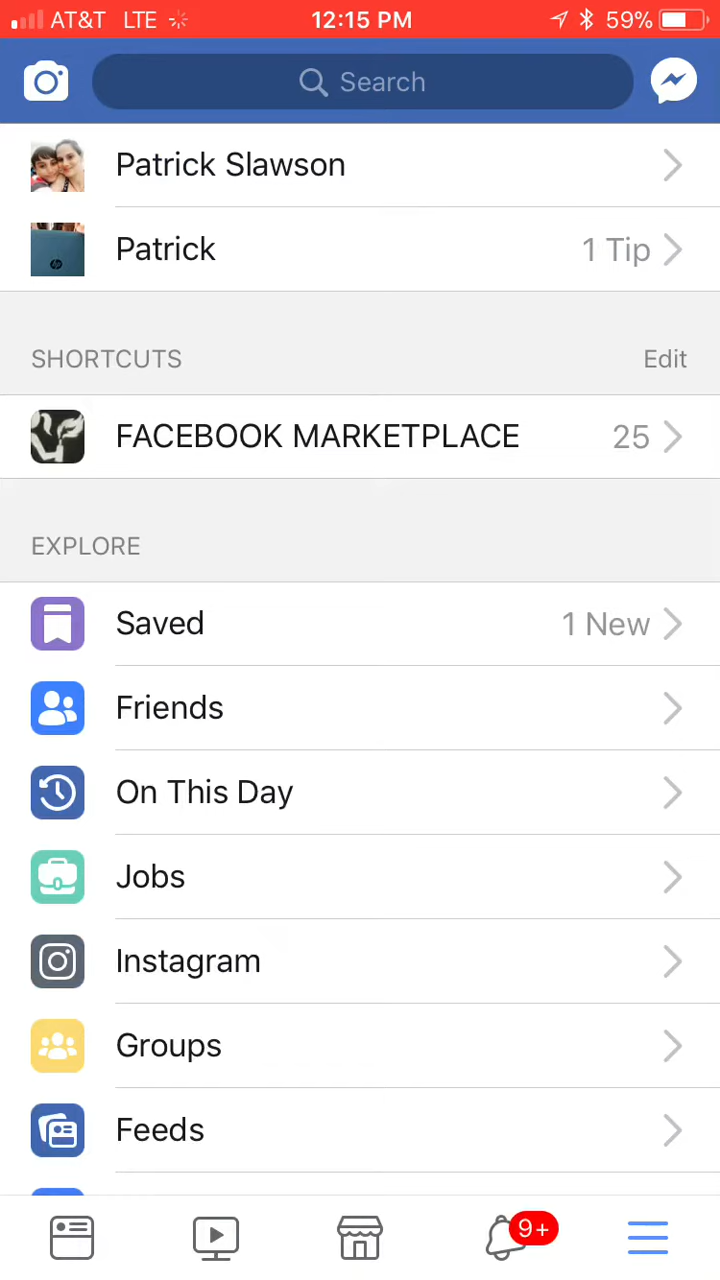 AT&T LTE 12:15 PM 59%
Search
Patrick Slawson
Patrick 1 Tip
SHORTCUTS Edit
FACEBOOK MARKETPLACE 25
EXPLORE
Saved 1 New
Friends
On This Day
Jobs
Instagram
Groups
Feeds
9+